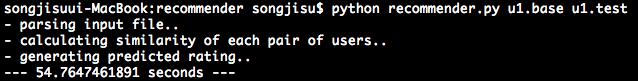 songjisuui-MacBook:recommender songjisu$ python recommender.py u1.base u1.test
- parsing input file..
- calculating similarity of each pair of users..
- generating predicted rating..
--- 54.7647461891 seconds ---